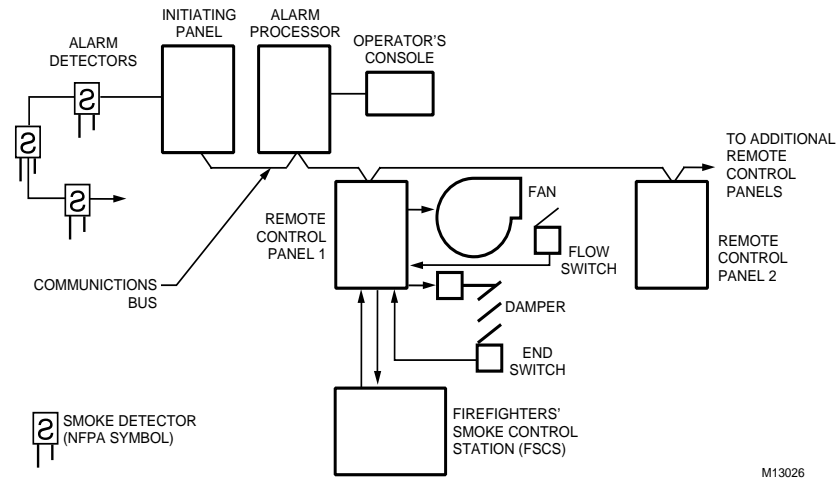 INITIATING
PANEL
ALARM
PROCESSOR
ALARM
DETECTORS
OPERATOR'S
CONSOLE
S
S
S
TO ADDITIONAL
REMOTE
CONTROL
PANELS
REMOTE
CONTROL
PANEL 1
FAN
FLOW
SWITCH
REMOTE
CONTROL
PANEL 2
COMMUNICTIONS
BUS
DAMPER
END
SWITCH
S
SMOKE DETECTOR
(NFPA SYMBOL)
FIREFIGHTERS'
SMOKE CONTROL
STATION (FSCS)
M13026